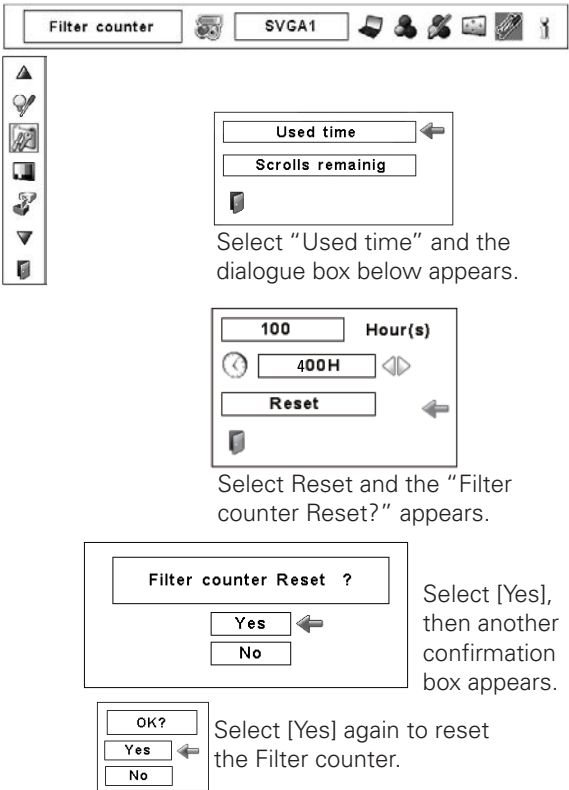 Filter counter SVGA1
Used time
Scrolls remainig
Select “Used time” and the
dialogue box below appears.
100 Hour(s)
400H
Reset
Select Reset and the “Filter
counter Reset?” appears.
Filter counter Reset ?
Yes
No
Select [Yes],
then another
confirmation
box appears.
OK?
Yes
No
Select [Yes] again to reset
the Filter counter.